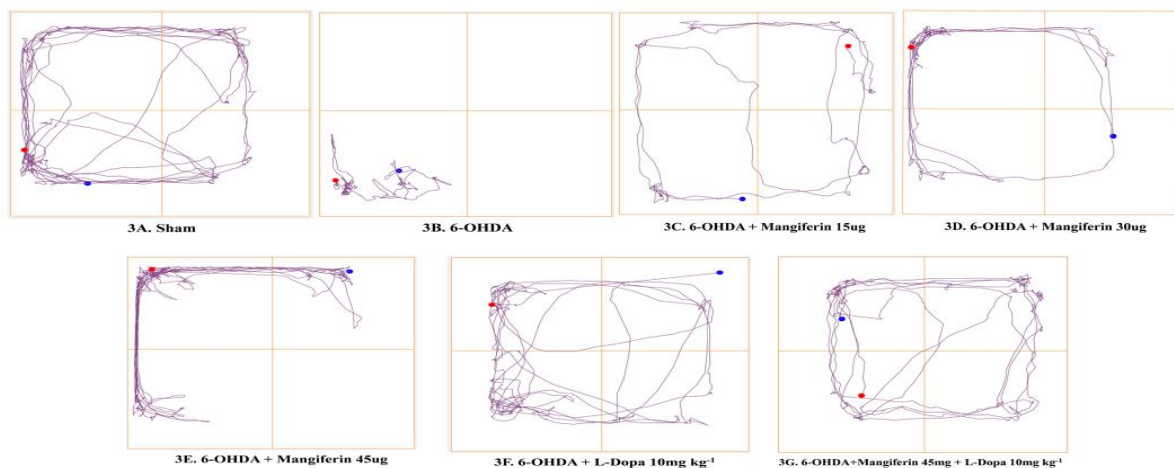 3A. Sham
3B. 6-OHDA
3C. 6-OHDA + Mangiferin 15ug
3D. 6-OHDA + Mangiferin 30ug
3E. 6-OHDA + Mangiferin 45ug
3F. 6-OHDA + L-Dopa 10mg kg⁻¹
3G. 6-OHDA+Mangiferin 45mg + L-Dopa 10mg kg⁻¹